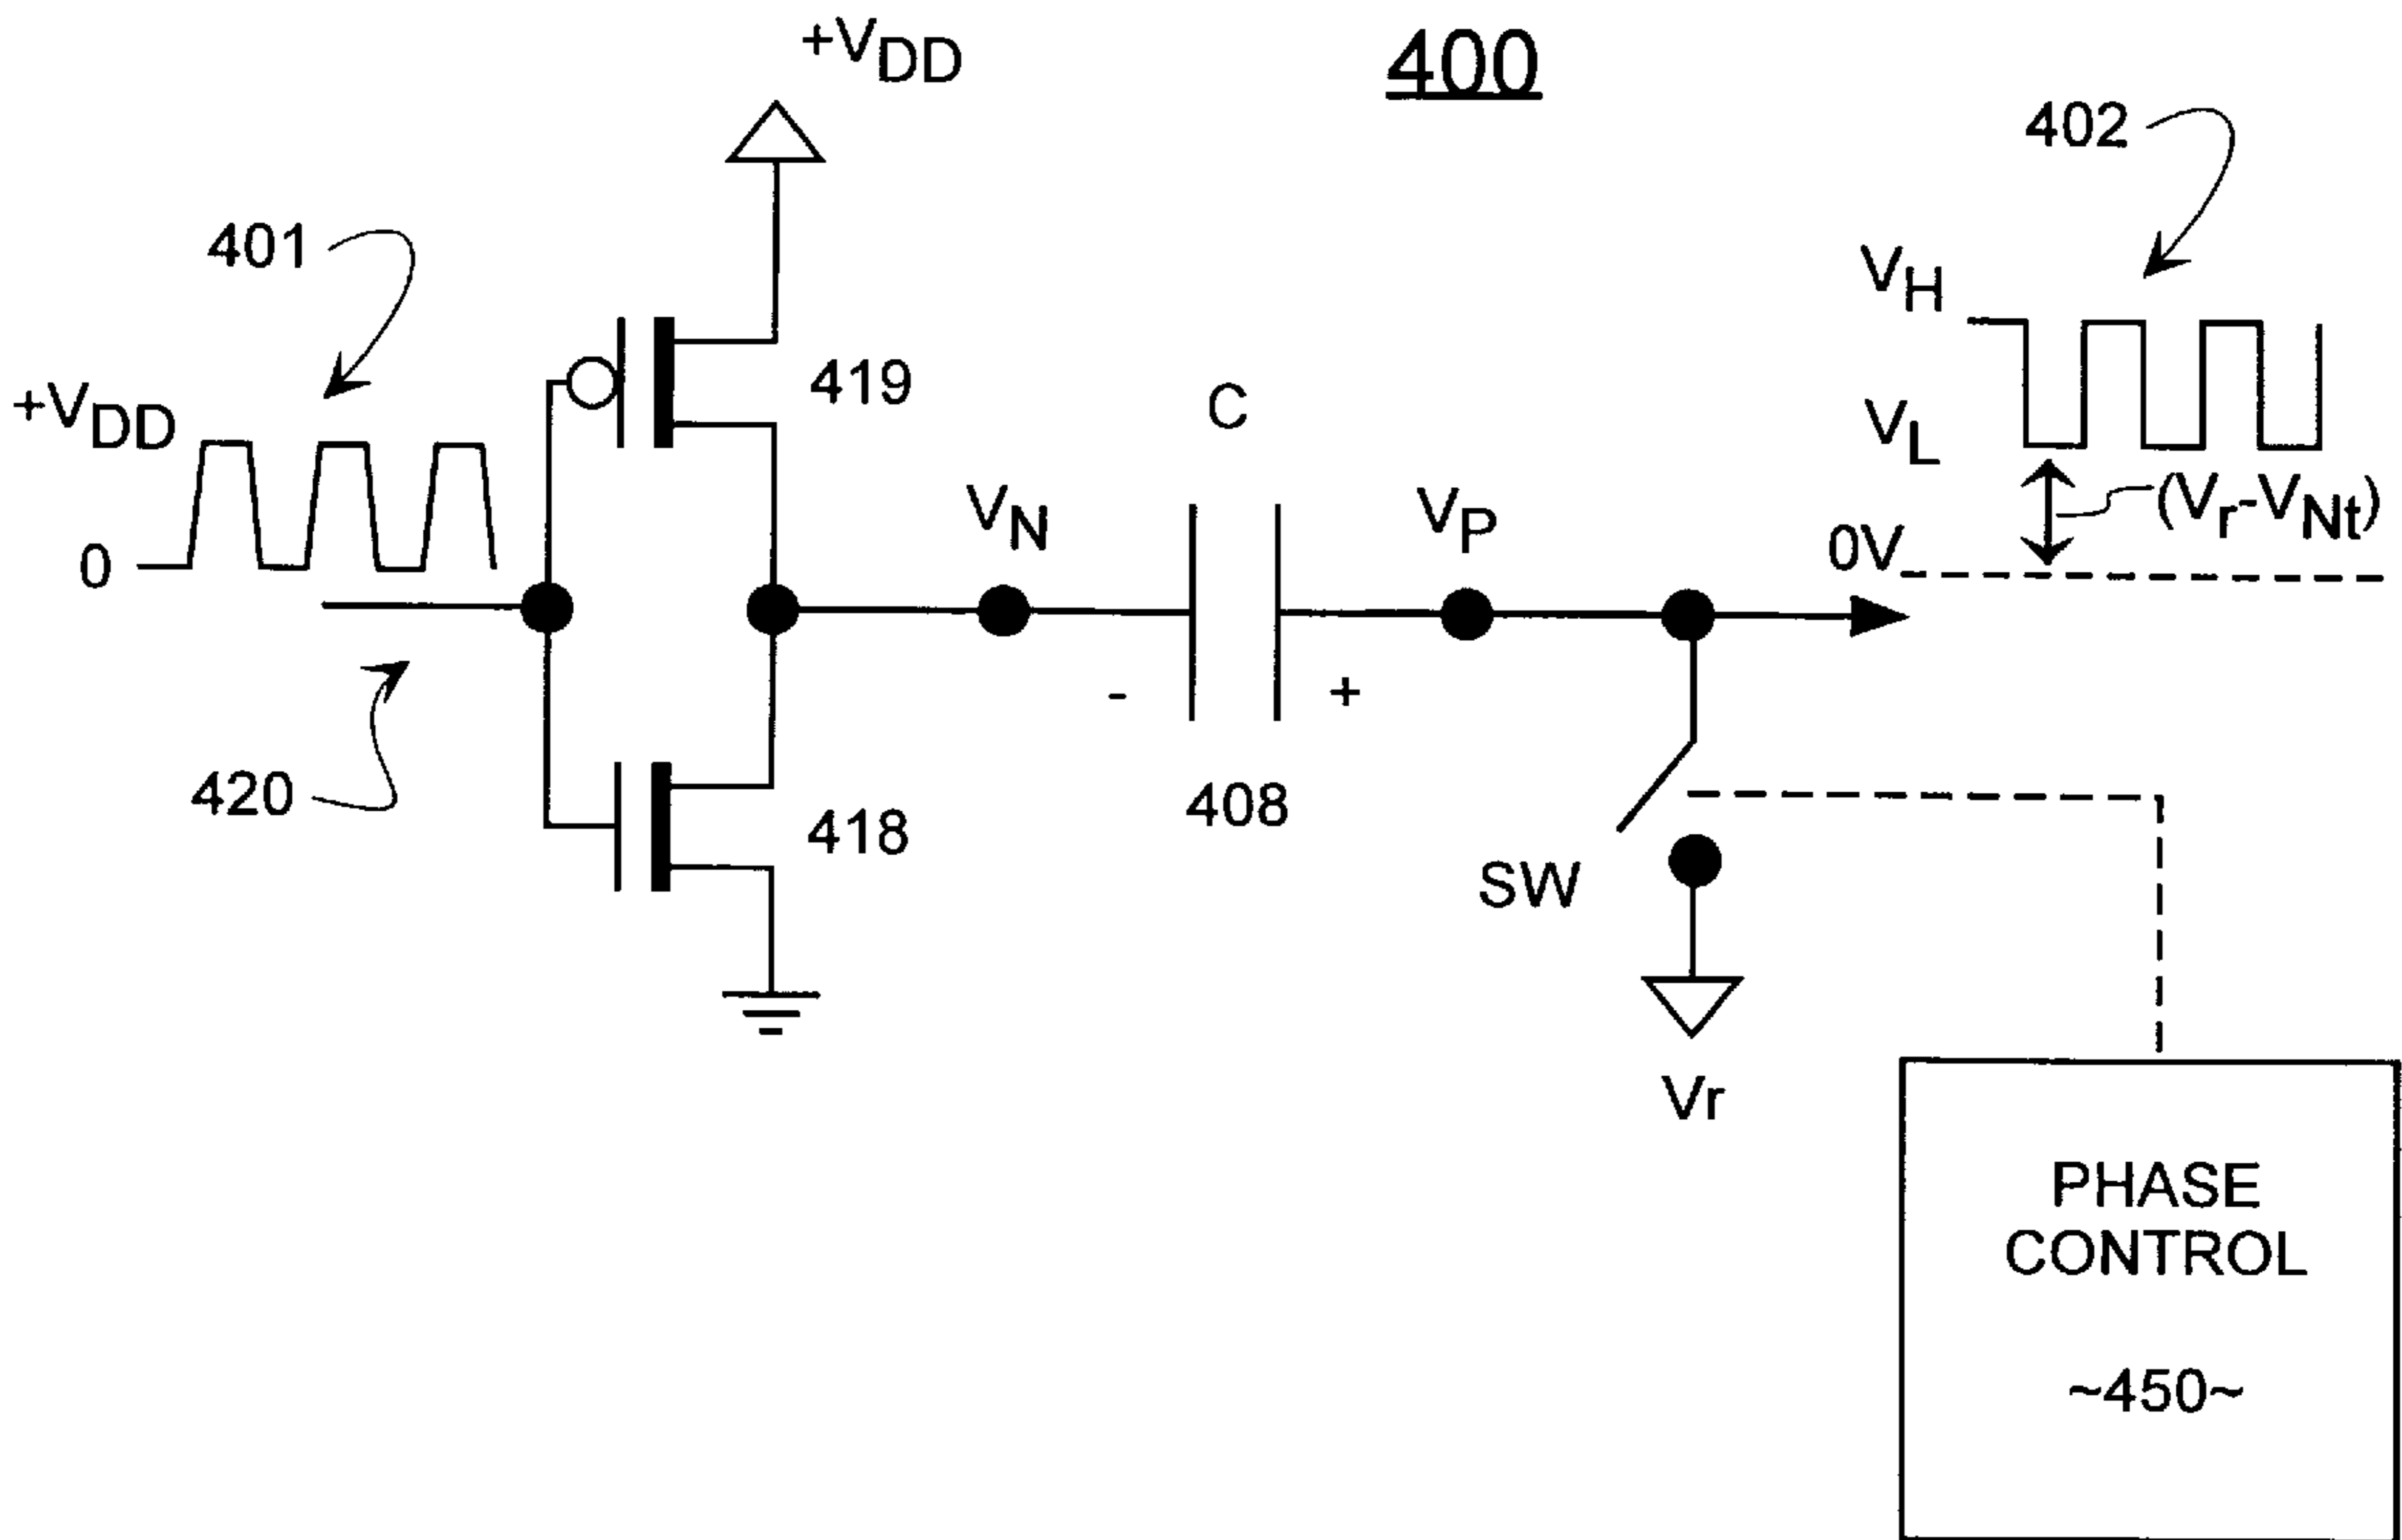 +VDD
400
402
401
VH
419
C
+VDD
VL
VN
VP
(Vr-VNt)
0V
0
-
+
420
418
408
SW
Vr
PHASE
CONTROL
~450~